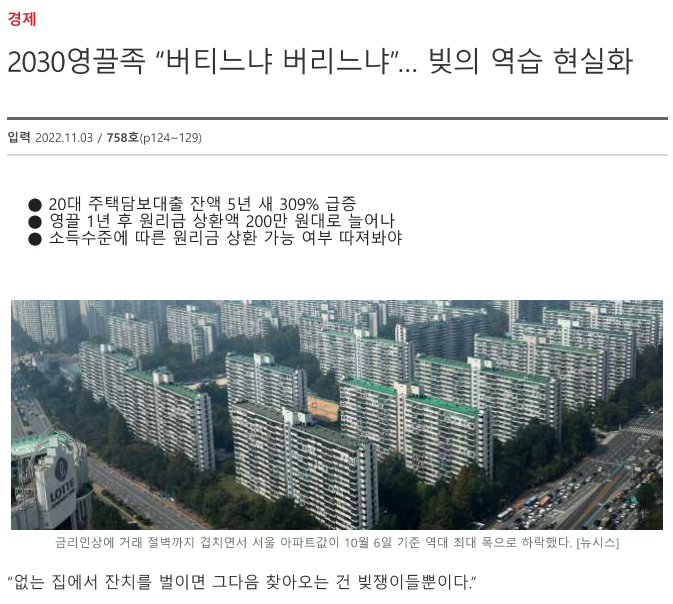 경제
2030영끌족 “버티느냐 버리느냐”... 빚의 역습 현실화
입력 2022.11.03 / 758호(p124~129)
● 20대 주택담보대출 잔액 5년 새 309% 급증
● 영끌 1년 후 원리금 상환액 200만 원대로 늘어나
● 소득수준에 따른 원리금 상환 가능 여부 따져봐야
LOTTE
금리인상에 거래 절벽까지 겹치면서 서울 아파트값이 10월 6일 기준 역대 최대 폭으로 하락했다. [뉴시스]
“없는 집에서 잔치를 벌이면 그다음 찾아오는 건 빚쟁이들뿐이다.”